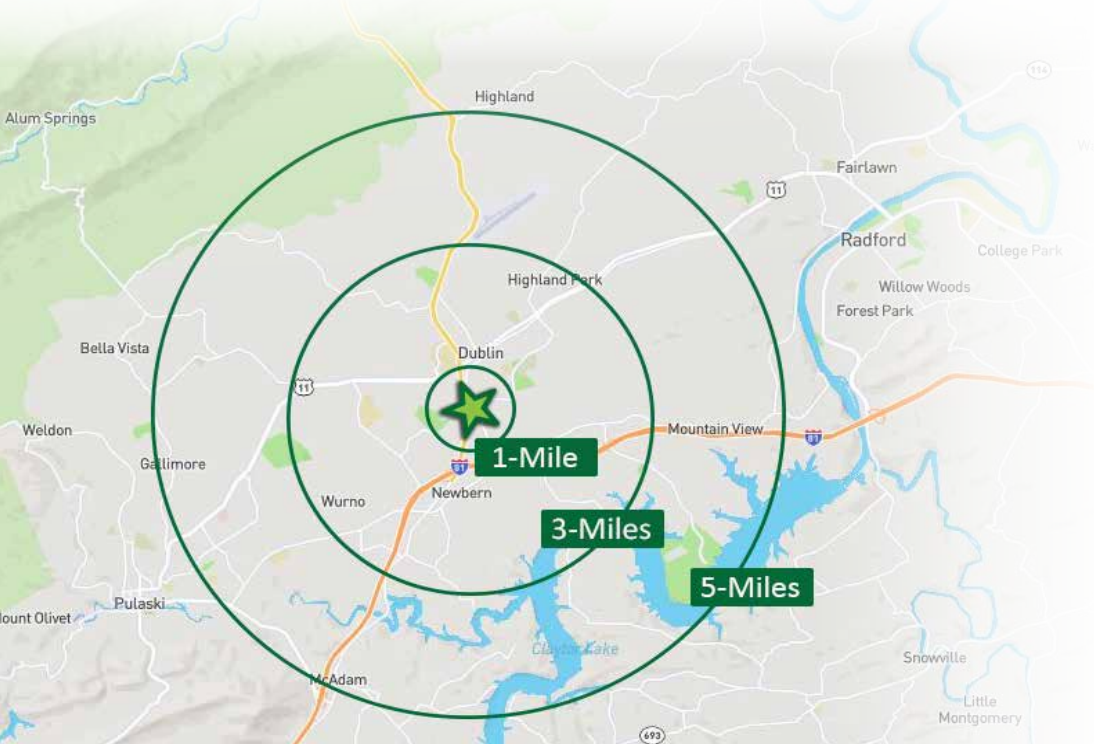 114
Highland
Alum Springs
Fairlawn
11
Radford
College Park
Highland Park
Willow Woods
Forest Park
Bella Vista
Dublin
11
Weldon
Mountain View
81
Gallimore
1-Mile
81
Newbern
Wurno
3-Miles
5-Miles
Pulaski
ount Olivet
Claytor Lake
Snowville
McAdam
Little
Montgomery
693